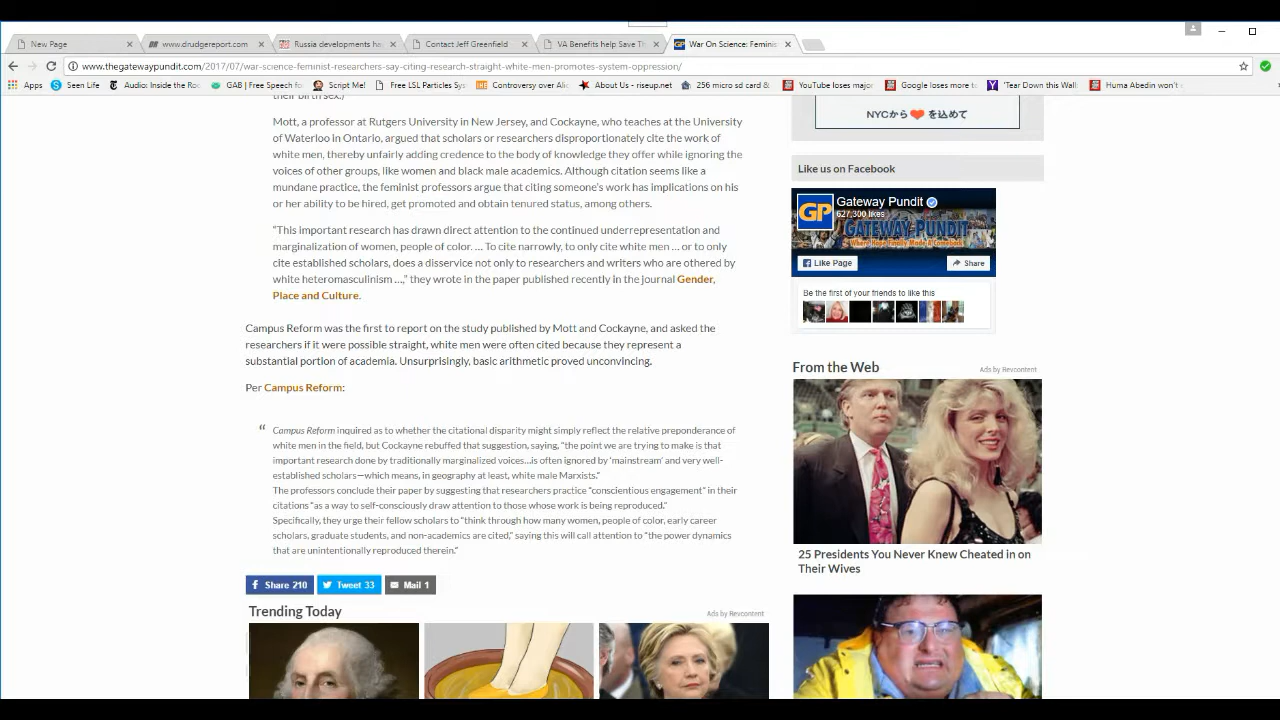 New Page
www.drudgereport.com
Russia developments ha
Contact Jeff Greenfield
VA Benefits help Save Th
GP War On Science: Feminis
www.thegatewaypundit.com/2017/07/war-science-feminist-researchers-say-citing-research-straight-white-men-promotes-system-oppression/
Apps
Seen Life
Audio: Inside the Ro
GAB | Free Speech fo
Script Me!
Free LSL Particles Sys
Controversy over Ali
About Us - riseup.net
256 micro sd card &
YouTube loses major
Google loses more to
'Tear Down this Wall
Huma Abedin won't
their birth sex.)
Mott, a professor at Rutgers University in New Jersey, and Cockayne, who teaches at the University
of Waterloo in Ontario, argued that scholars or researchers disproportionately cite the work of
white men, thereby unfairly adding credence to the body of knowledge they offer while ignoring the
voices of other groups, like women and black male academics. Although citation seems like a
mundane practice, the feminist professors argue that citing someone's work has implications on his
or her ability to be hired, get promoted and obtain tenured status, among others.
“This important research has drawn direct attention to the continued underrepresentation and
marginalization of women, people of color. … To cite narrowly, to only cite white men … or to only
cite established scholars, does a disservice not only to researchers and writers who are othered by
white heteromasculinism …,” they wrote in the paper published recently in the journal Gender,
Place and Culture.
Campus Reform was the first to report on the study published by Mott and Cockayne, and asked the
researchers if it were possible straight, white men were often cited because they represent a
substantial portion of academia. Unsurprisingly, basic arithmetic proved unconvincing.
Per Campus Reform:
“ Campus Reform inquired as to whether the citational disparity might simply reflect the relative preponderance of
white men in the field, but Cockayne rebuffed that suggestion, saying, "the point we are trying to make is that
important research done by traditionally marginalized voices…is often ignored by 'mainstream' and very well-
established scholars—which means, in geography at least, white male Marxists."
The professors conclude their paper by suggesting that researchers practice "conscientious engagement" in their
citations "as a way to self-consciously draw attention to those whose work is being reproduced."
Specifically, they urge their fellow scholars to "think through how many women, people of color, early career
scholars, graduate students, and non-academics are cited," saying this will call attention to "the power dynamics
that are unintentionally reproduced therein."
Share 210
Tweet 33
Mail 1
Trending Today
Ads by Revcontent
NYCから を込めて
Like us on Facebook
GP
Gateway Pundit
627,300 likes
GATEWAY PUNDIT
Where Hope Finally Made A Comeback
Like Page
Share
Be the first of your friends to like this
From the Web
Ads by Revcontent
25 Presidents You Never Knew Cheated in on
Their Wives